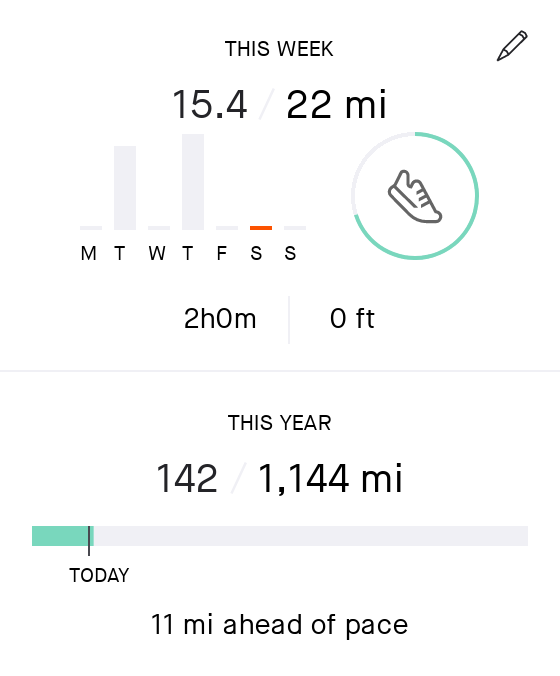 THIS WEEK
15.4 / 22 mi
M T W T F S S
2h0m 0 ft
THIS YEAR
142 / 1,144 mi
TODAY
11 mi ahead of pace